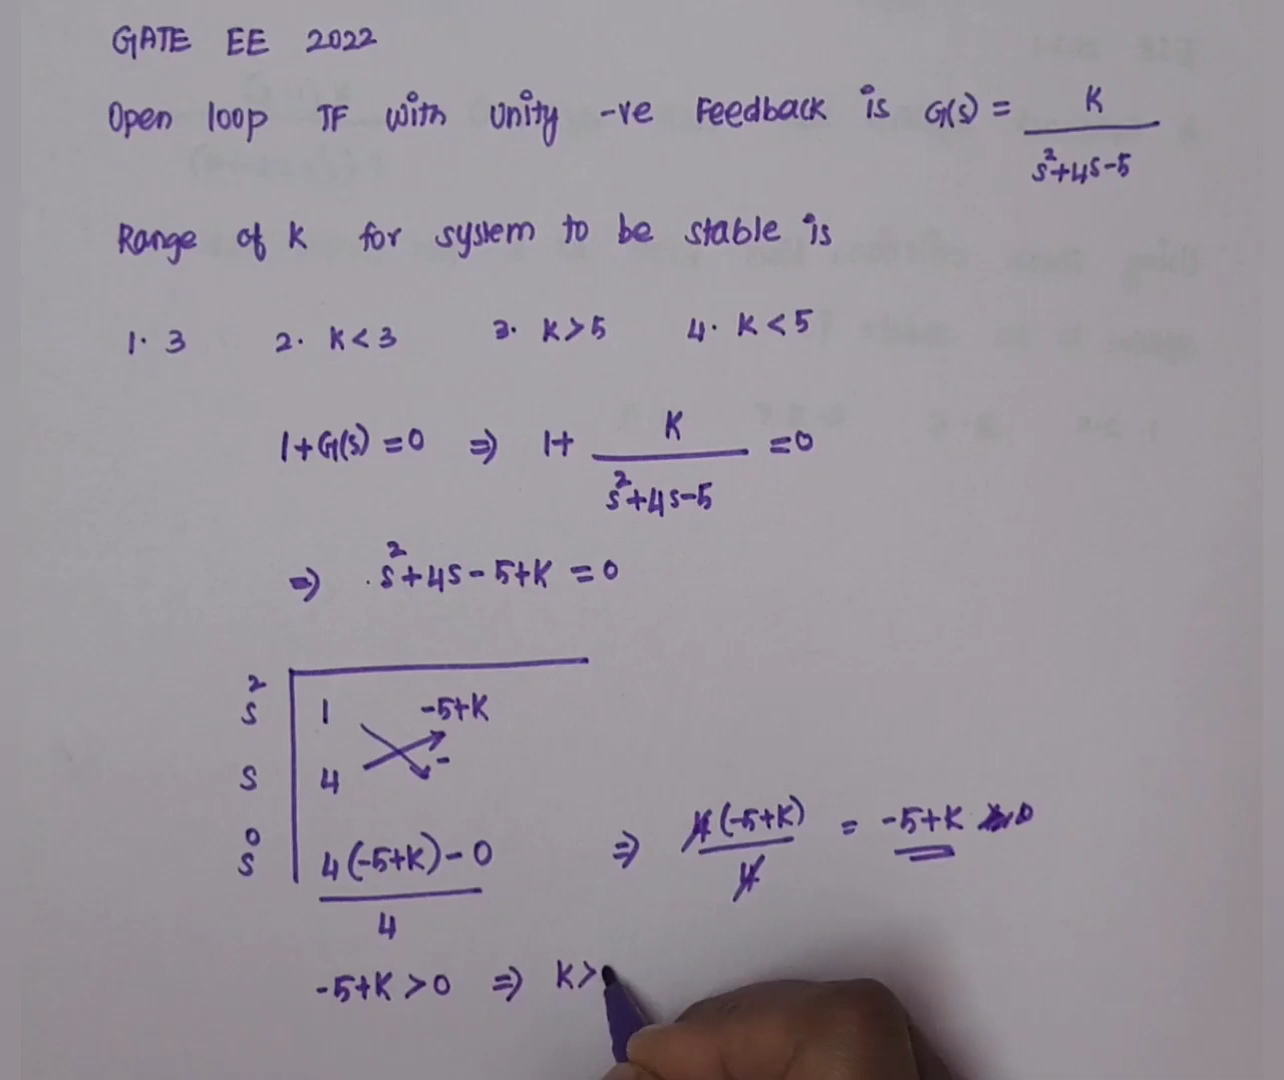 GATE EE 2022
Open loop TF with Unity -ve Feedback is G(s) = K / s²+4s-5
Range of K for system to be stable is
1. 3 2. K<3 3. K>5 4. K<5
1+G(s) = 0 ⇒ 1+ K / s²+4s-5 = 0
⇒ s²+4s-5+K = 0
s² 1 -5+K
s 4 -
s⁰ 4(-5+K)-0 / 4 ⇒ 4(-5+K) / 4 = -5+K
-5+K >0 ⇒ K>